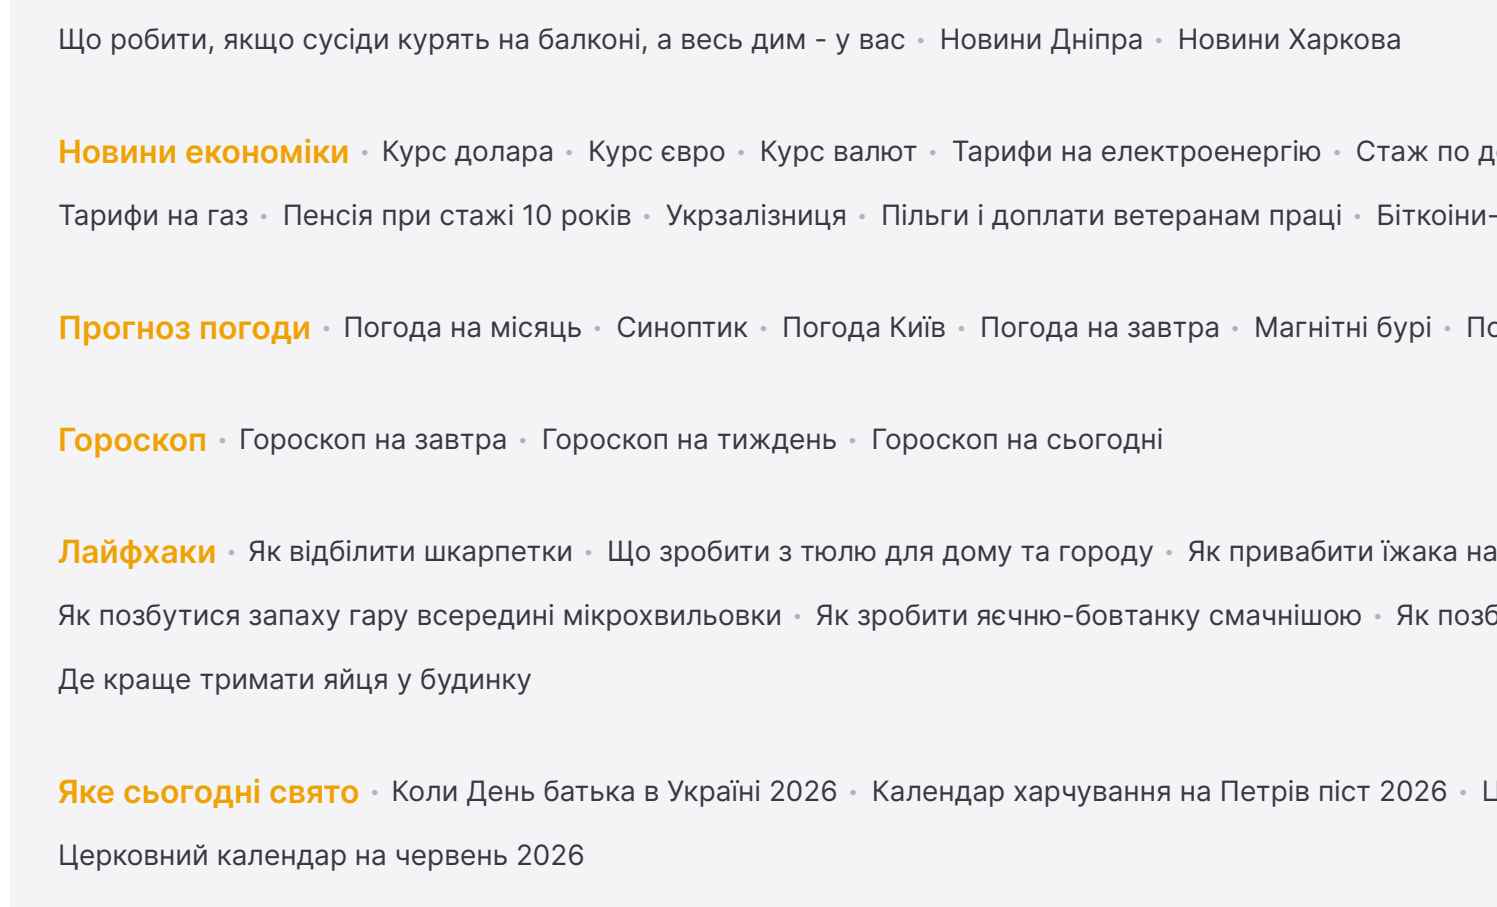 Що робити, якщо сусіди курять на балконі, а весь дим - у вас • Новини Дніпра • Новини Харкова
Новини економіки • Курс долара • Курс євро • Курс валют • Тарифи на електроенергію • Стаж по
Тарифи на газ • Пенсія при стажі 10 років • Укрзалізниця • Пільги і доплати ветеранам праці • Біткоіни-
Прогноз погоди • Погода на місяць • Синоптик • Погода Київ • Погода на завтра • Магнітні бурі •
Гороскоп • Гороскоп на завтра • Гороскоп на тиждень • Гороскоп на сьогодні
Лайфхаки • Як відбілити шкарпетки • Що зробити з тюлю для дому та городу • Як привабити їжака на
Як позбутися запаху гару всередині мікрохвильовки • Як зробити яєчню-бовтанку смачнішою • Як
Де краще тримати яйця у будинку
Яке сьогодні свято • Коли День батька в Україні 2026 • Календар харчування на Петрів піст 2026 •
Церковний календар на червень 2026